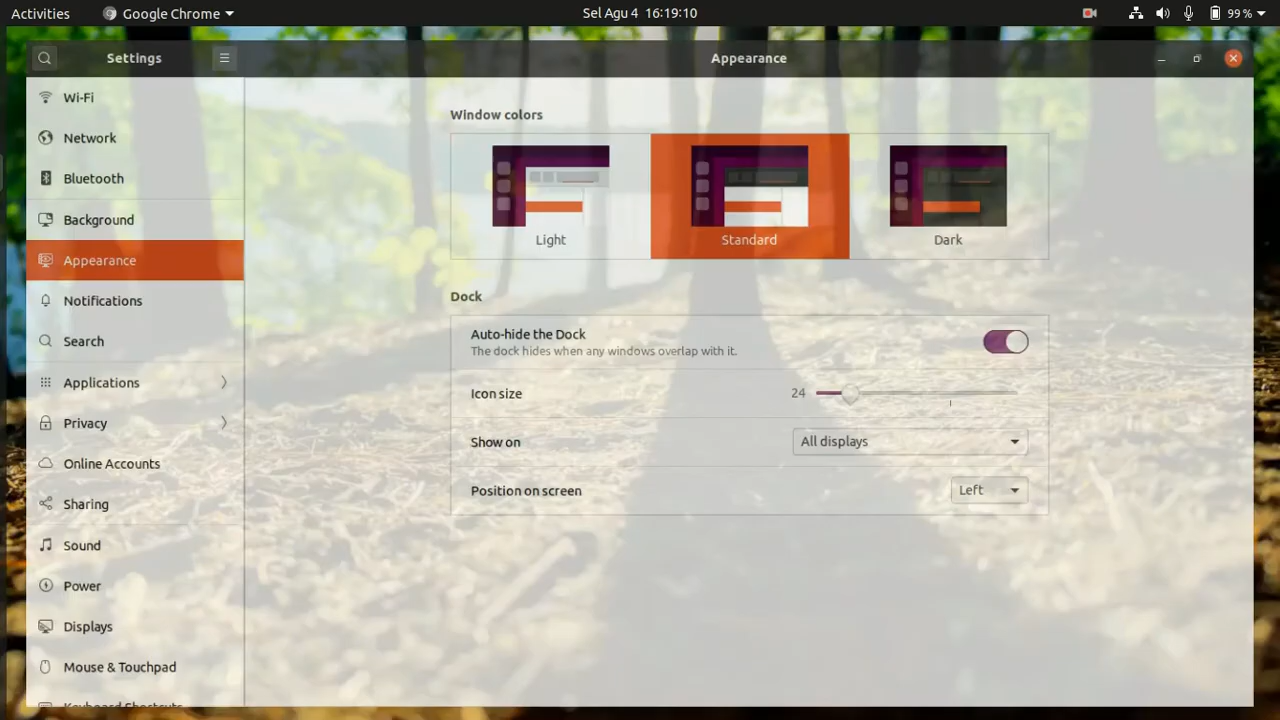 Activities
Google Chrome
Sel Agu 4 16:19:10
99 %
Settings
Appearance
Wi-Fi
Network
Bluetooth
Background
Appearance
Notifications
Search
Applications
Privacy
Online Accounts
Sharing
Sound
Power
Displays
Mouse & Touchpad
Keyboard Shortcuts
Window colors
Light
Standard
Dark
Dock
Auto-hide the Dock
The dock hides when any windows overlap with it.
Icon size
24
Show on
All displays
Position on screen
Left